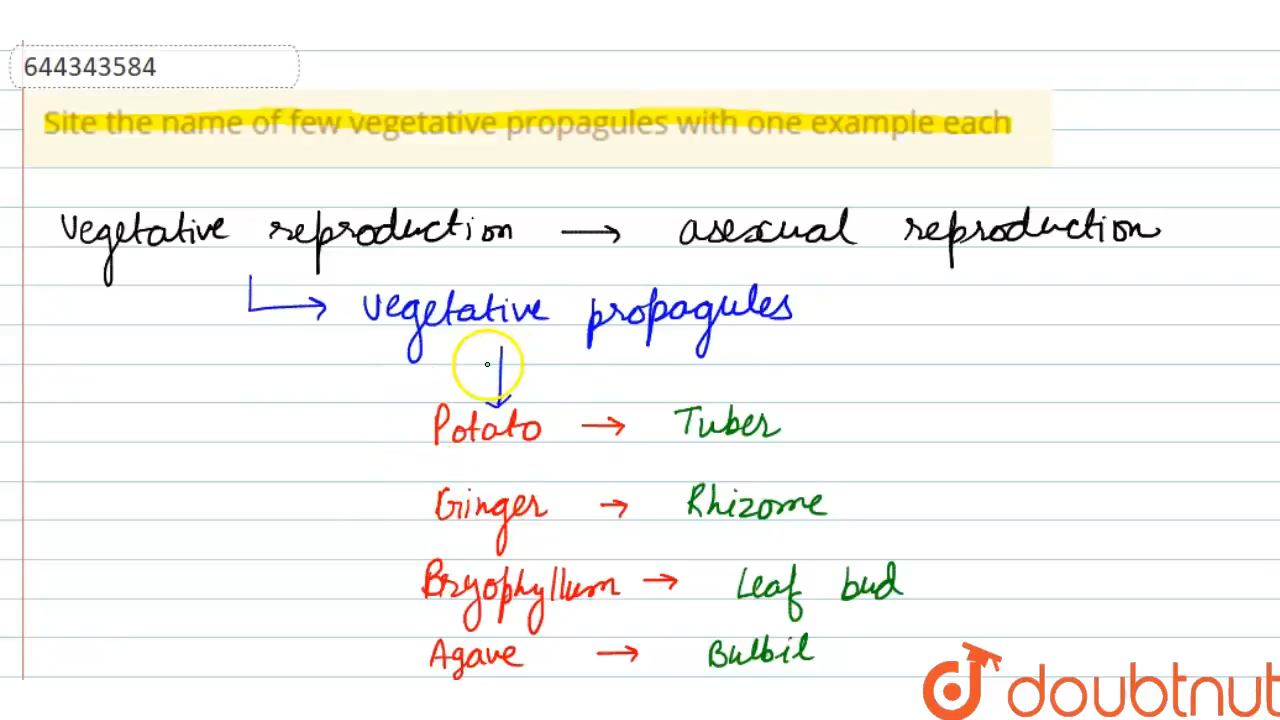 644343584
Site the name of few vegetative propagules with one example each
vegetative reproduction → asexual reproduction
vegetative propagules
Potato → Tuber
Ginger → Rhizome
Bryophyllum → Leaf bud
Agave → Bulbil
doubtnut